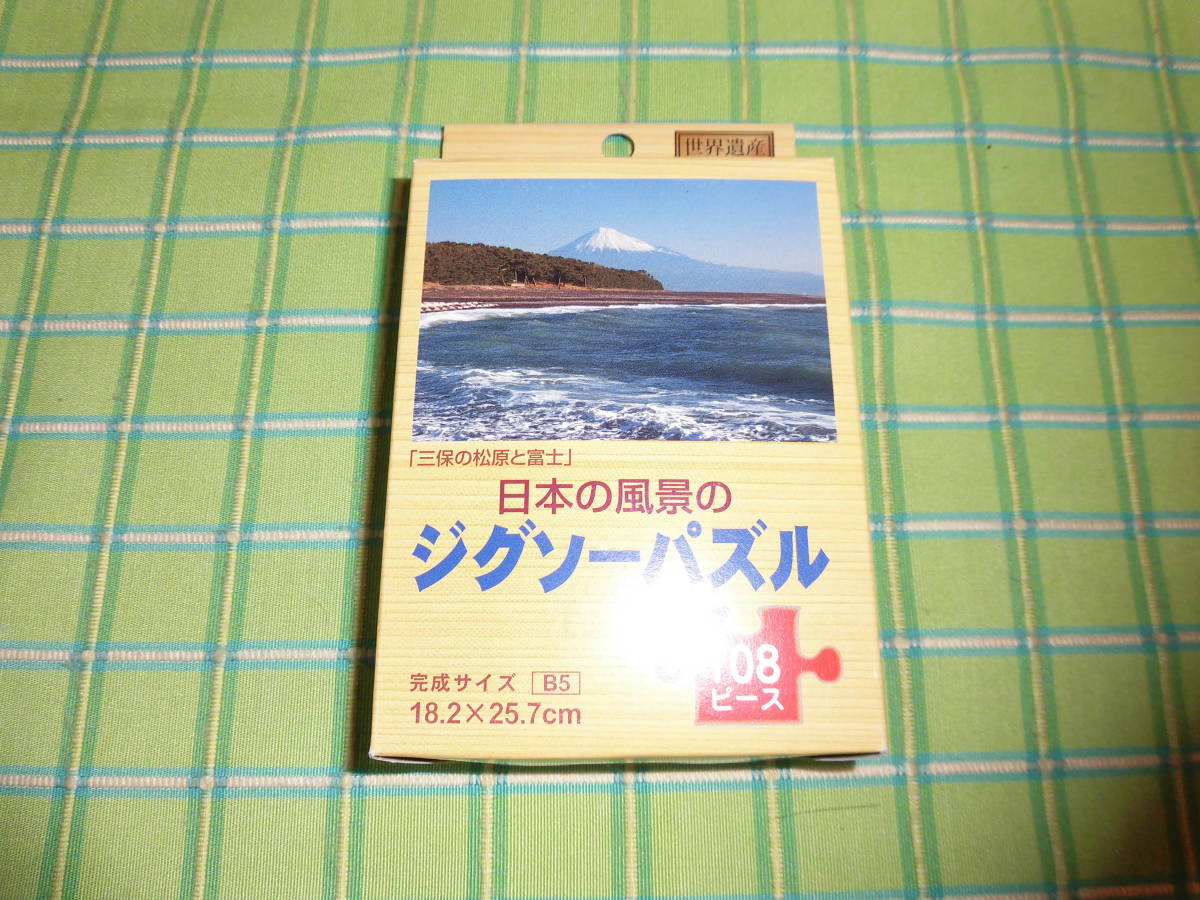 世界遺産
「三保の松原と富士」
日本の風景の
ジグソーパズル
108
ピース
完成サイズ B5
18.2×25.7cm